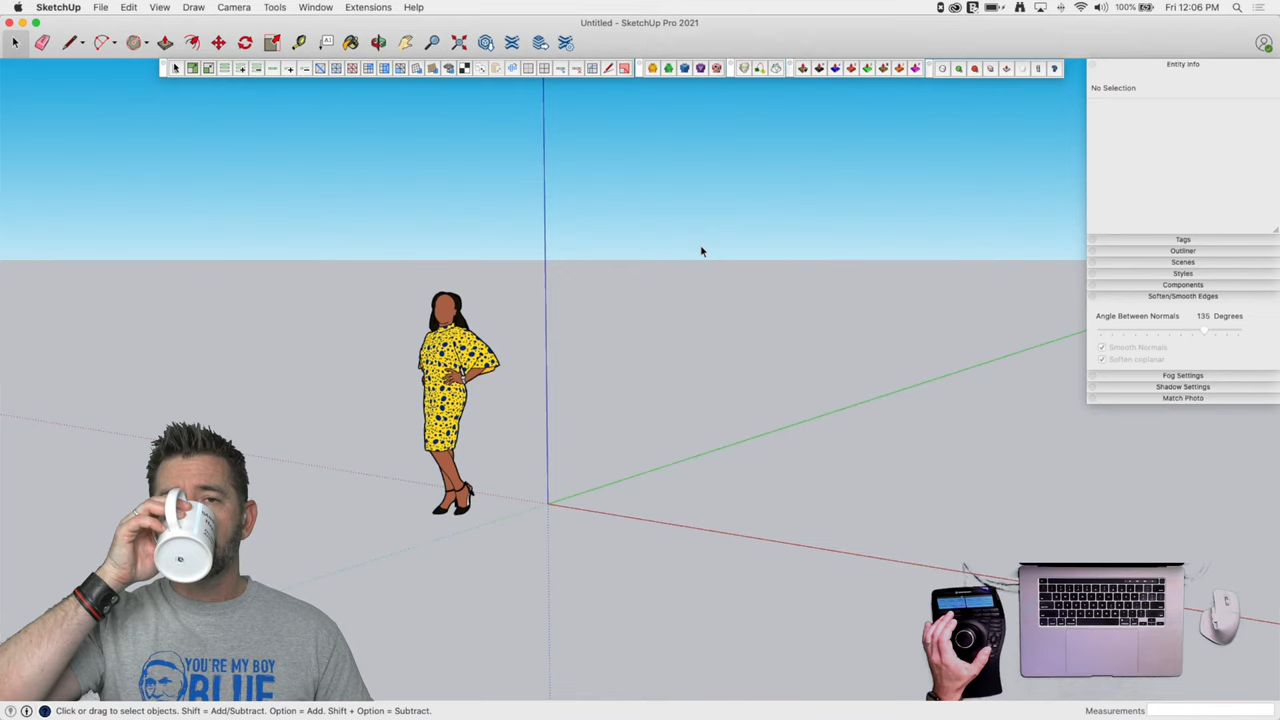 SketchUp File Edit View Draw Camera Tools Window Extensions Help
100% Fri 12:06 PM
Untitled - SketchUp Pro 2021
A1
Entity Info
No Selection
Tags
Outliner
Scenes
Styles
Components
Soften/Smooth Edges
Angle Between Normals 135 Degrees
Smooth Normals
Soften coplanar
Fog Settings
Shadow Settings
Match Photo
YOU'RE MY BOY
BLUE
Click or drag to select objects. Shift = Add/Subtract. Option = Add. Shift + Option = Subtract.
Measurements